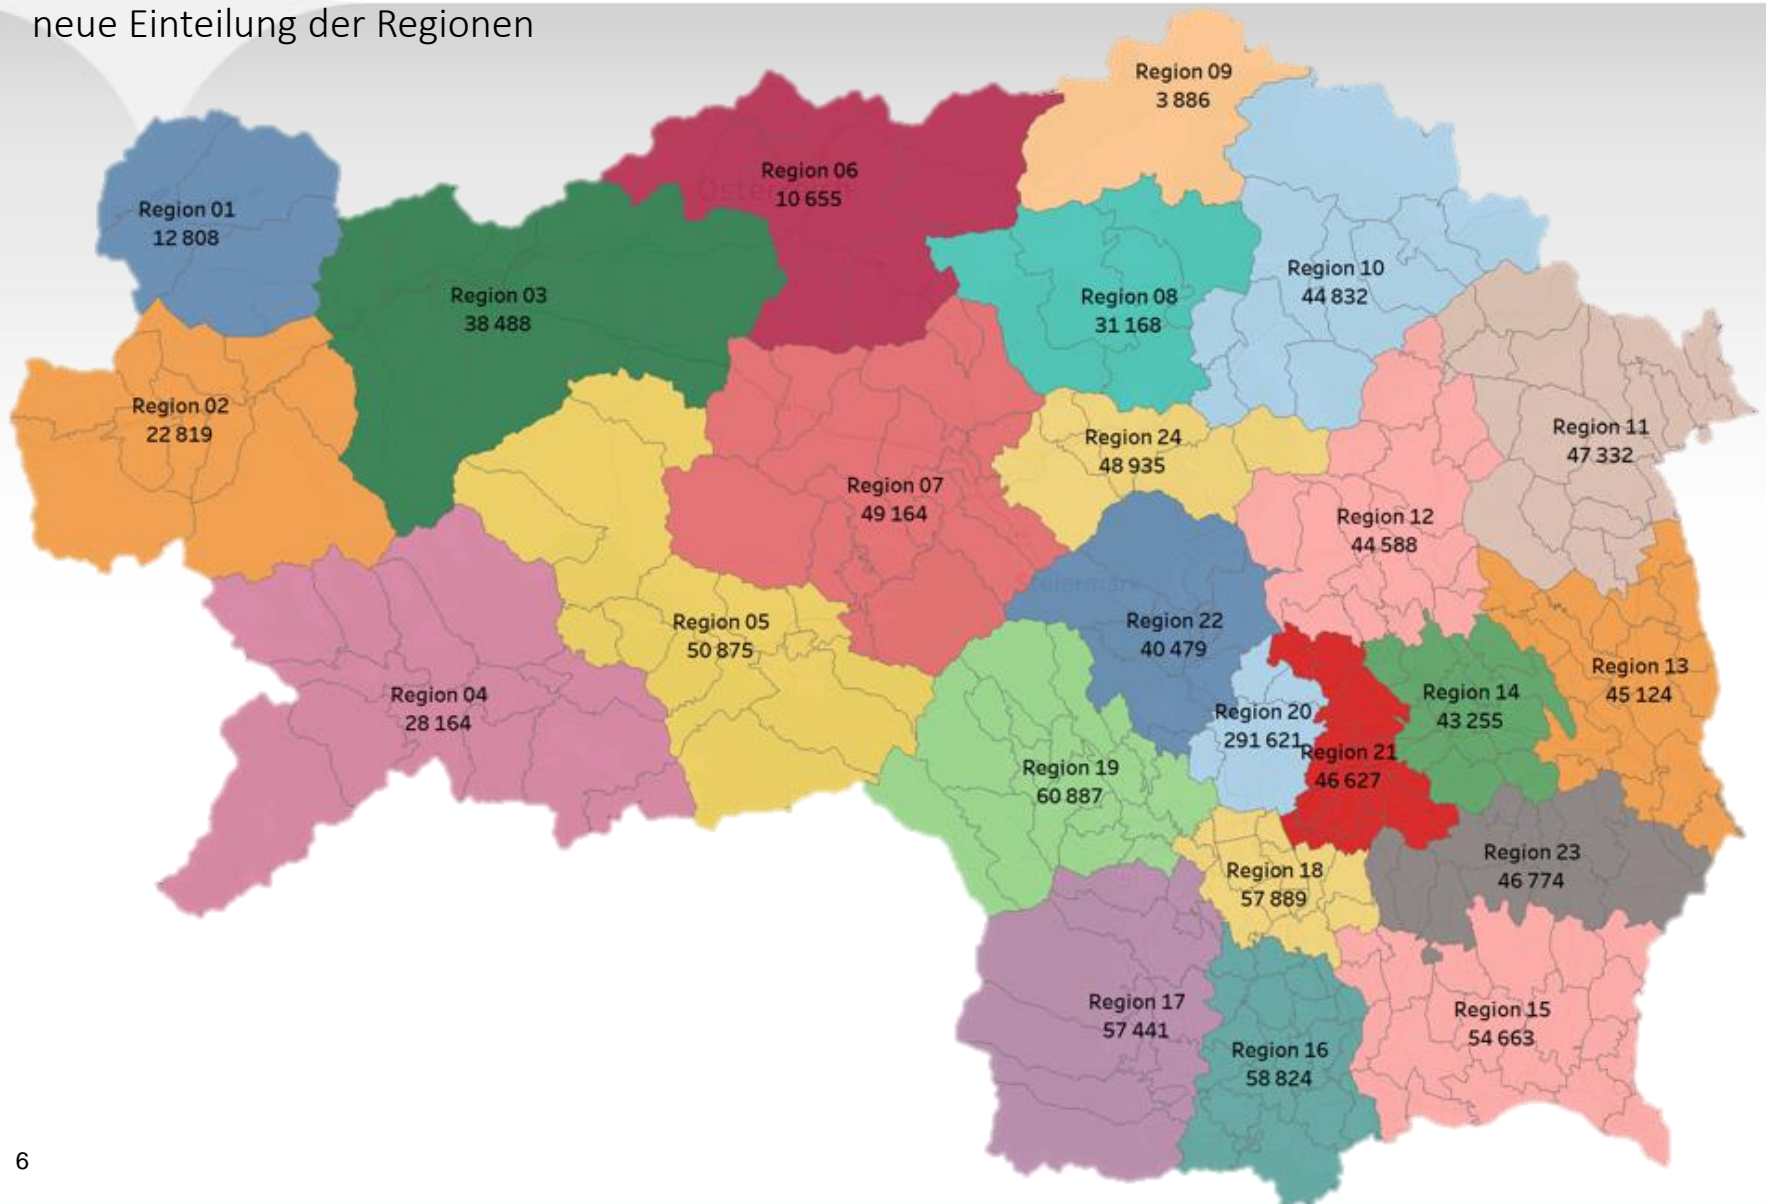 neue Einteilung der Regionen
Region 09
3 886
Region 06
10 655
Österreich
Region 01
12 808
Region 10
44 832
Region 03
38 488
Region 08
31 168
Region 02
22 819
Region 24
48 935
Region 11
47 332
Region 07
49 164
Region 12
44 588
Steiermark
Region 22
40 479
Region 05
50 875
Region 13
45 124
Region 04
28 164
Region 14
43 255
Region 20
291 621
Region 21
46 627
Region 19
60 887
Region 23
46 774
Region 18
57 889
Region 17
57 441
Region 15
54 663
Region 16
58 824
6